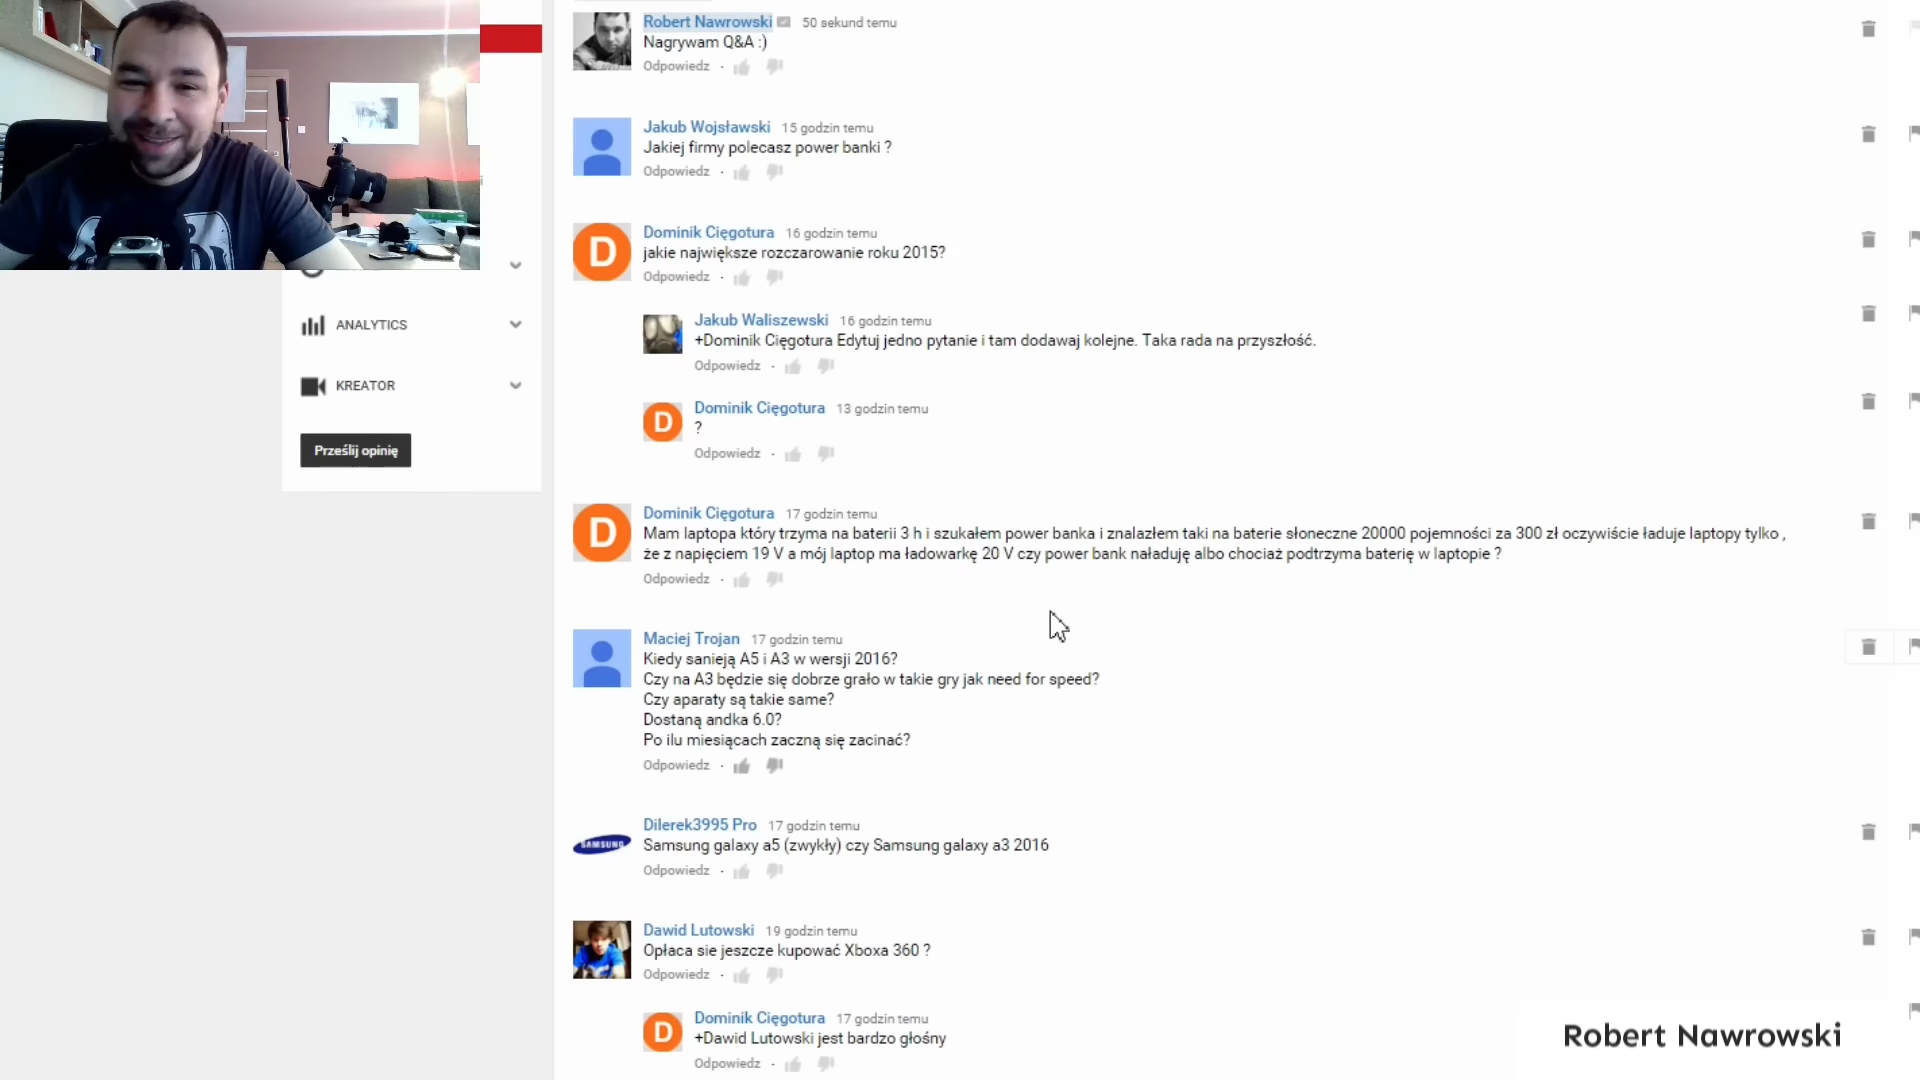 Robert Nawrowski 50 sekund temu
Nagrywam Q&A :)
Odpowiedz ·
Jakub Wojsławski 15 godzin temu
Jakiej firmy polecasz power banki ?
Odpowiedz ·
D
Dominik Cięgotura 16 godzin temu
jakie największe rozczarowanie roku 2015?
Odpowiedz ·
Jakub Waliszewski 16 godzin temu
+Dominik Cięgotura Edytuj jedno pytanie i tam dodawaj kolejne. Taka rada na przyszłość.
Odpowiedz ·
ANALYTICS
KREATOR
Prześlij opinię
D
Dominik Cięgotura 13 godzin temu
?
Odpowiedz ·
D
Dominik Cięgotura 17 godzin temu
Mam laptopa który trzyma na baterii 3 h i szukałem power banka i znalazłem taki na baterie słoneczne 20000 pojemności za 300 zł oczywiście ładuje laptopy tylko ,
że z napięciem 19 V a mój laptop ma ładowarkę 20 V czy power bank naładuję albo chociaż podtrzyma baterię w laptopie ?
Odpowiedz ·
Maciej Trojan 17 godzin temu
Kiedy sanieją A5 i A3 w wersji 2016?
Czy na A3 będzie się dobrze grało w takie gry jak need for speed?
Czy aparaty są takie same?
Dostaną andka 6.0?
Po ilu miesiącach zaczną się zacinać?
Odpowiedz ·
SAMSUNG
Dilerek3995 Pro 17 godzin temu
Samsung galaxy a5 (zwykły) czy Samsung galaxy a3 2016
Odpowiedz ·
Dawid Lutowski 19 godzin temu
Opłaca sie jeszcze kupować Xboxa 360 ?
Odpowiedz ·
D
Dominik Cięgotura 17 godzin temu
+Dawid Lutowski jest bardzo głośny
Odpowiedz ·
Robert Nawrowski